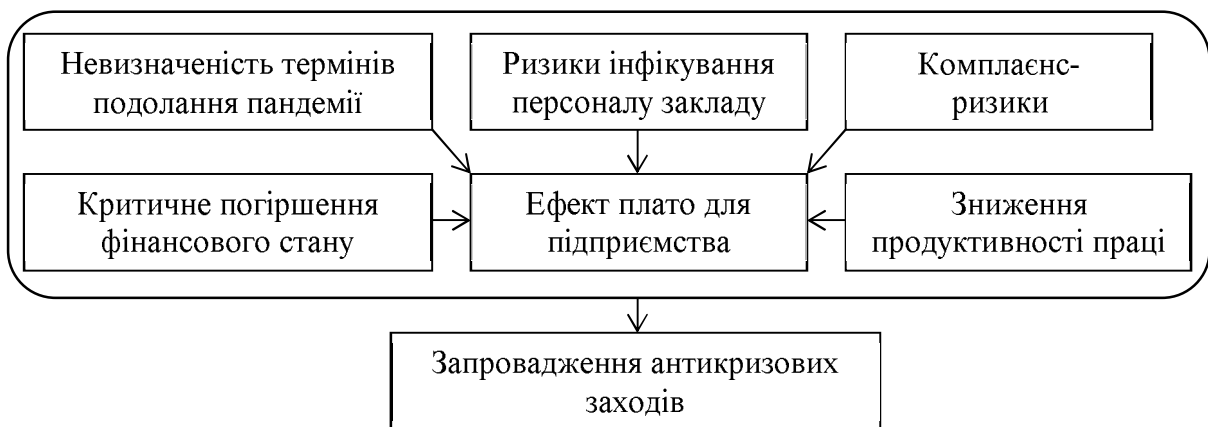 Невизначеність термінів
подолання пандемії
Ризики інфікування
персоналу закладу
Комплаєнс-
ризики
Критичне погіршення
фінансового стану
Ефект плато для
підприємства
Зниження
продуктивності праці
Запровадження антикризових
заходів